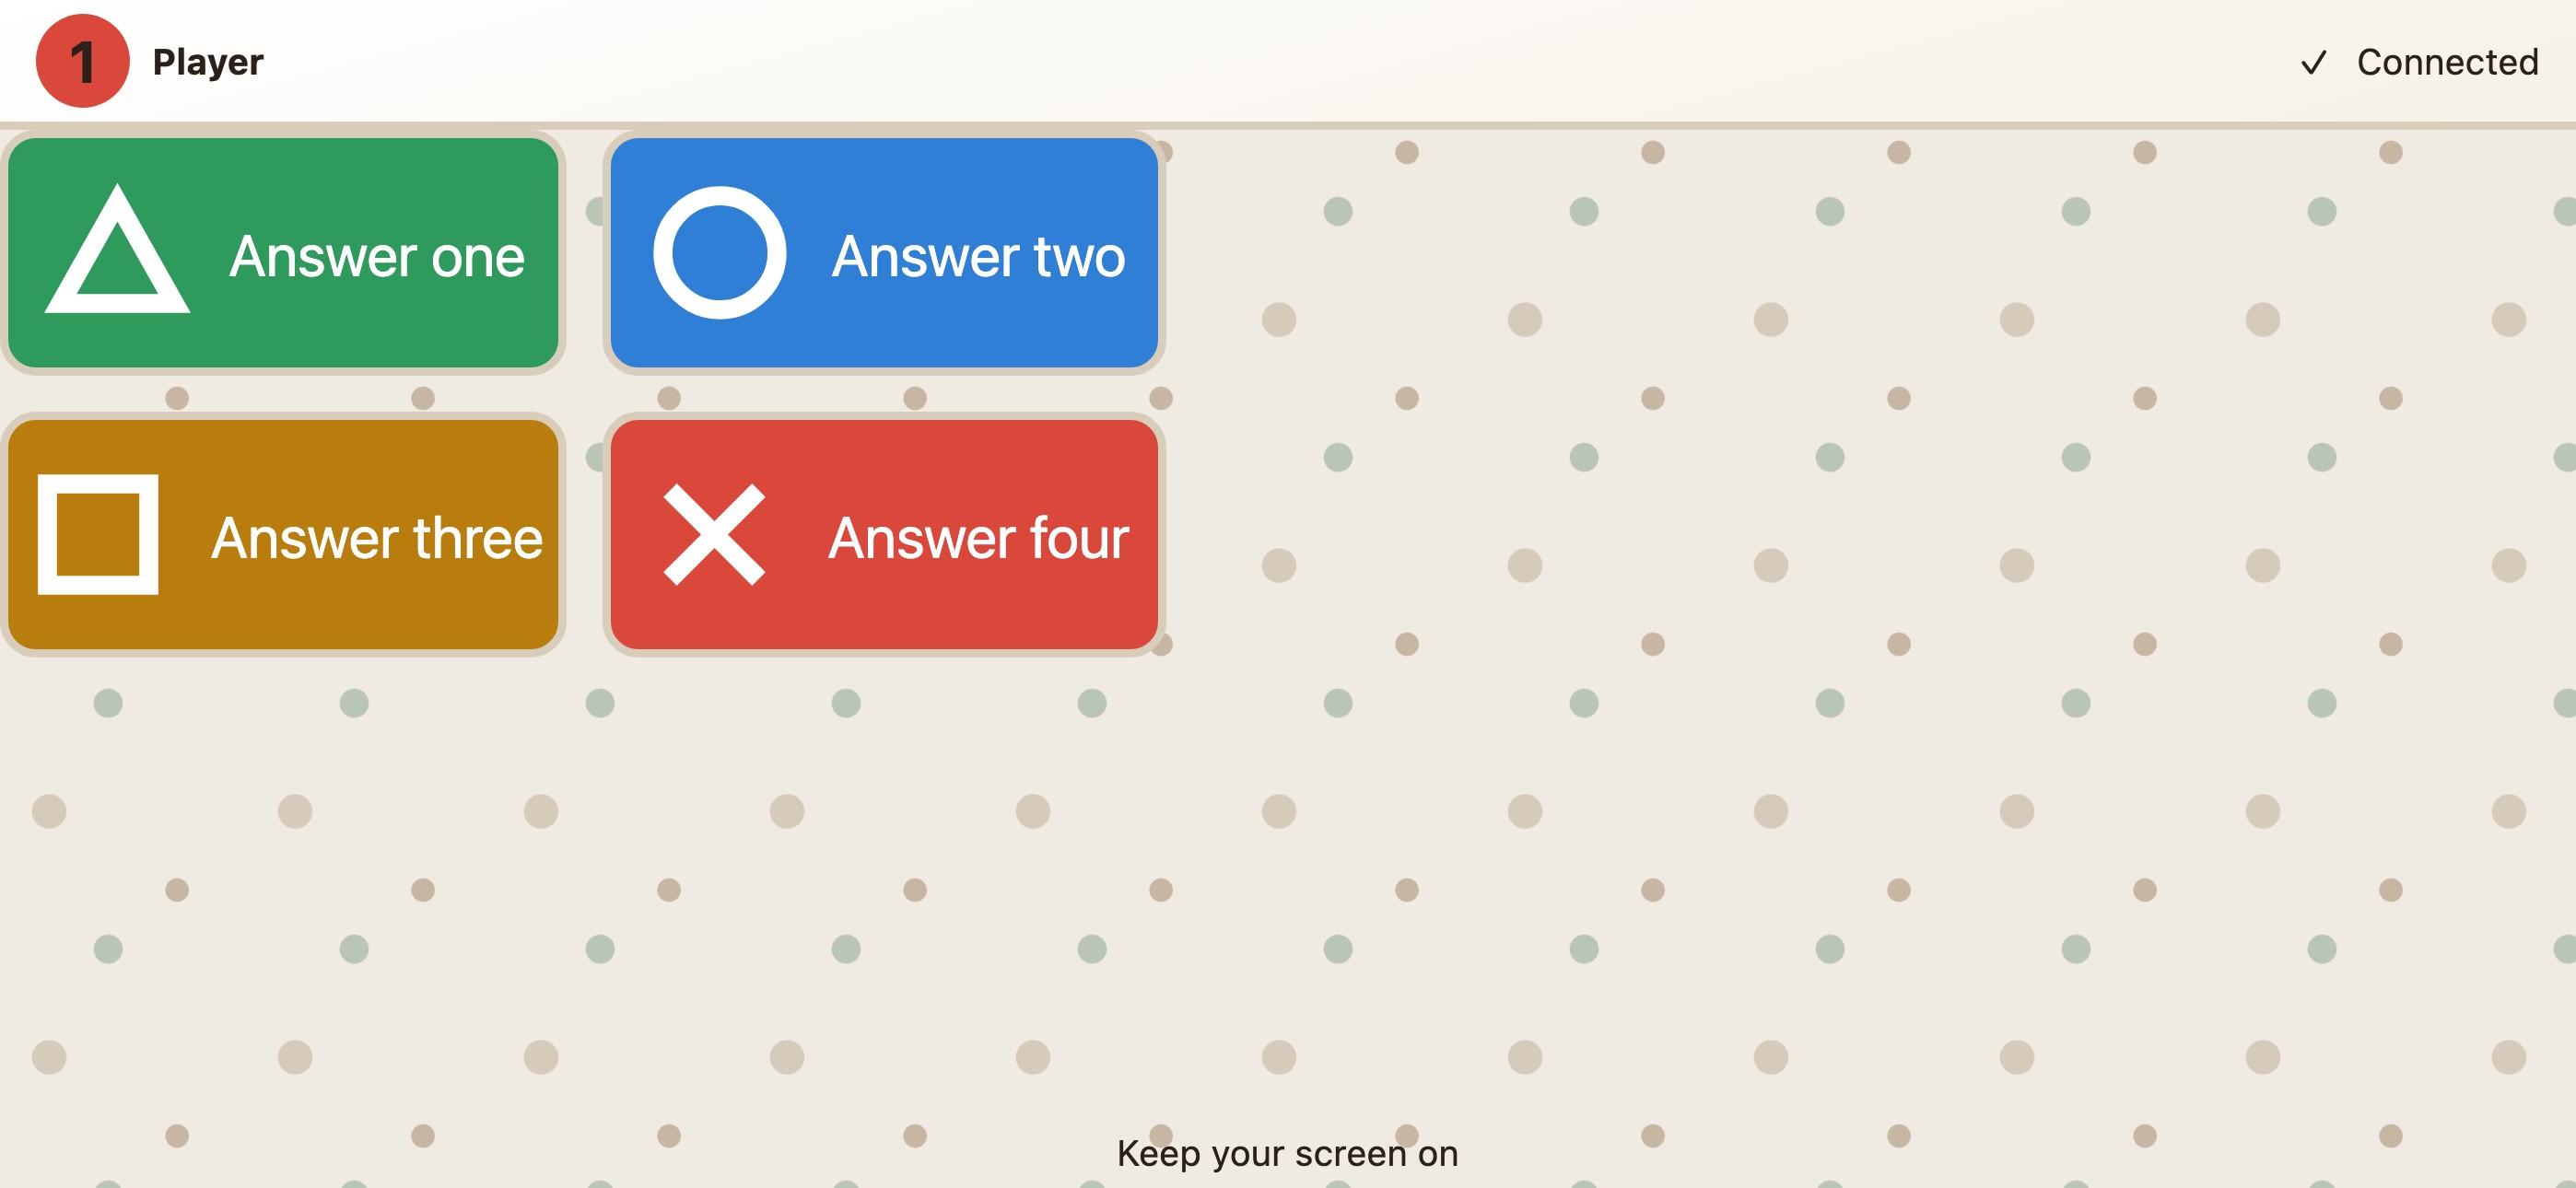 1 Player
✓ Connected
Answer one
Answer two
Answer three
Answer four
Keep your screen on